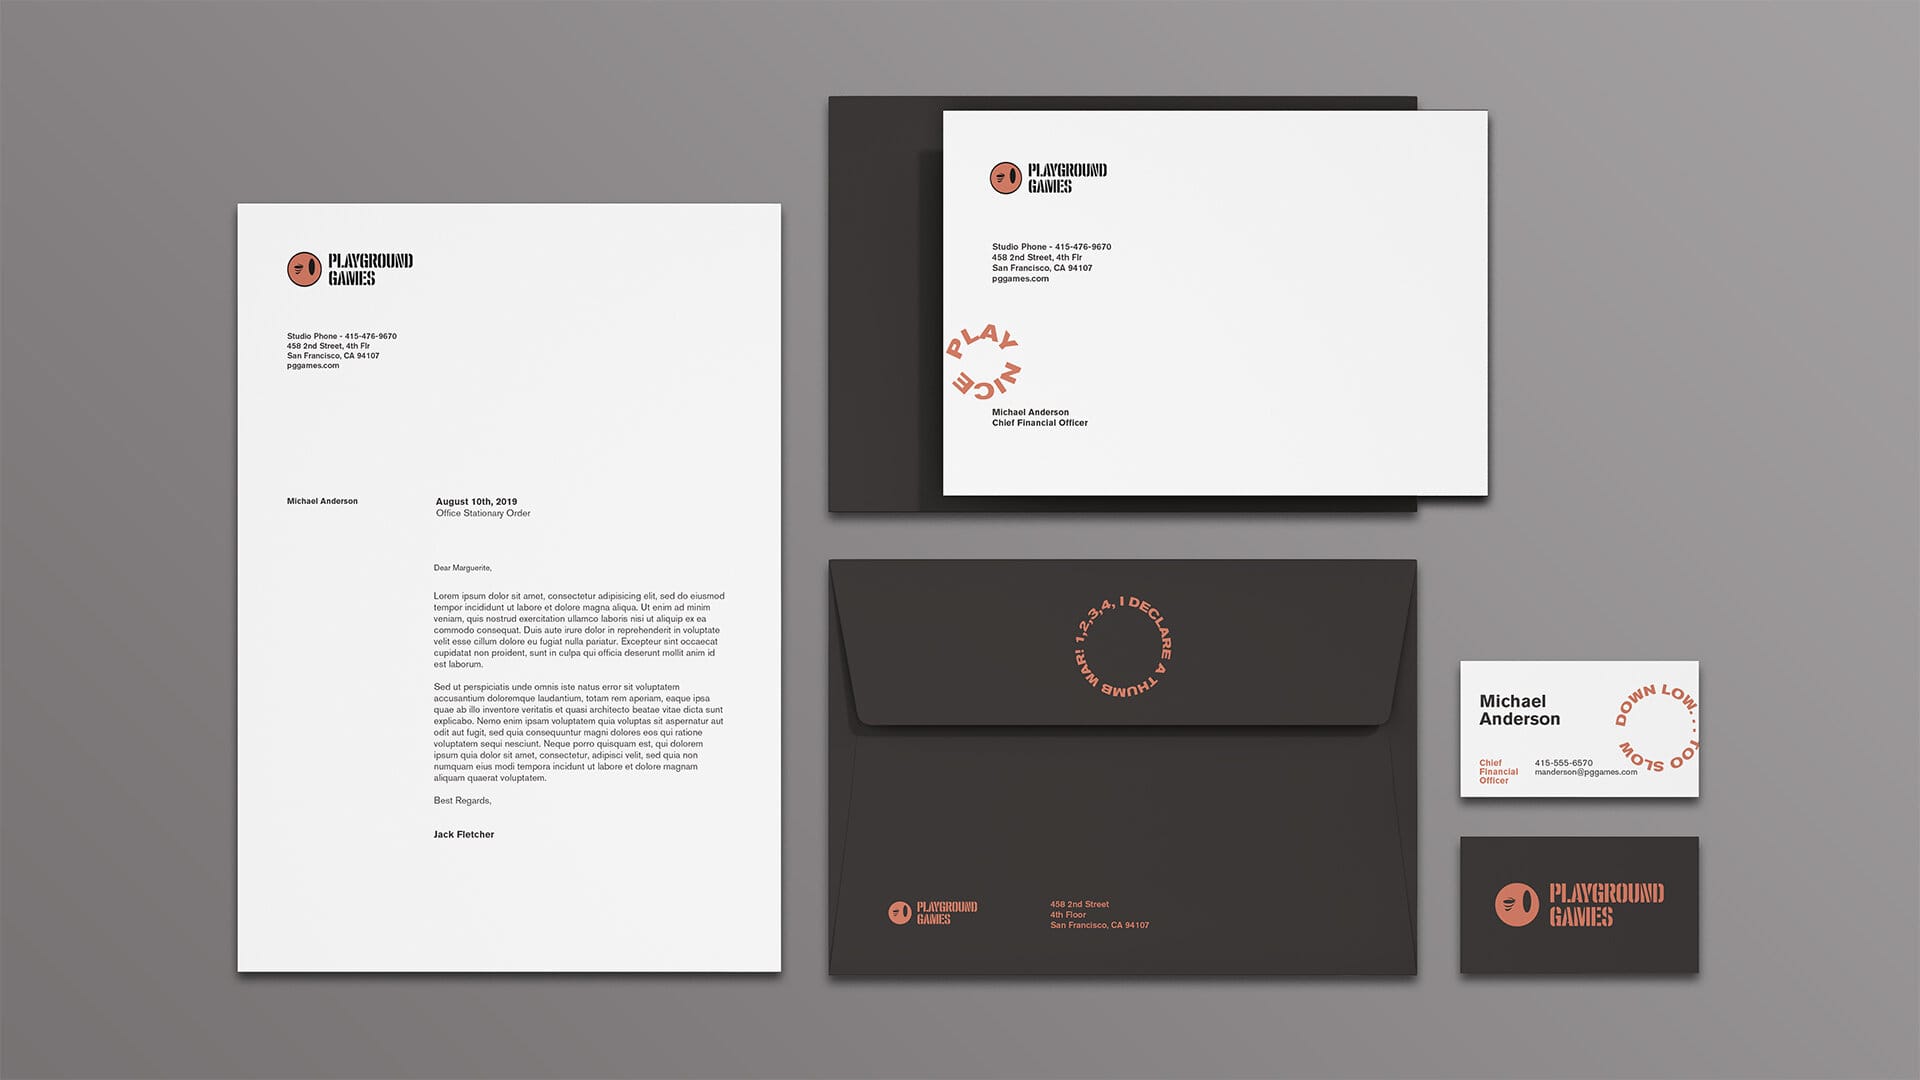 PLAYGROUND
GAMES
Studio Phone - 415-476-9670
458 2nd Street, 4th Flr
San Francisco, CA 94107
pggames.com
Michael Anderson
August 10th, 2019
Office Stationary Order
Dear Marguerite,
Lorem ipsum dolor sit amet, consectetur adipisicing elit, sed do eiusmod
tempor incididunt ut labore et dolore magna aliqua. Ut enim ad minim
veniam, quis nostrud exercitation ullamco laboris nisi ut aliquip ex ea
commodo consequat. Duis aute irure dolor in reprehenderit in voluptate
velit esse cillum dolore eu fugiat nulla pariatur. Excepteur sint occaecat
cupidatat non proident, sunt in culpa qui officia deserunt mollit anim id
est laborum.
Sed ut perspiciatis unde omnis iste natus error sit voluptatem
accusantium doloremque laudantium, totam rem aperiam, eaque ipsa
quae ab illo inventore veritatis et quasi architecto beatae vitae dicta sunt
explicabo. Nemo enim ipsam voluptatem quia voluptas sit aspernatur aut
odit aut fugit, sed quia consequuntur magni dolores eos qui ratione
voluptatem sequi nesciunt. Neque porro quisquam est, qui dolorem
ipsum quia dolor sit amet, consectetur, adipisci velit, sed quia non
numquam eius modi tempora incidunt ut labore et dolore magnam
aliquam quaerat voluptatem.
Best Regards,
Jack Fletcher
PLAYGROUND
GAMES
Studio Phone - 415-476-9670
458 2nd Street, 4th Flr
San Francisco, CA 94107
pggames.com
PLAY NICE
Michael Anderson
Chief Financial Officer
1,2,3,4, I DECLARE A THUMB WAR!
PLAYGROUND
GAMES
458 2nd Street
4th Floor
San Francisco, CA 94107
Michael
Anderson
DOWN LOW... TOO SLOW
Chief
Financial
Officer
415-555-6570
manderson@pggames.com
PLAYGROUND
GAMES